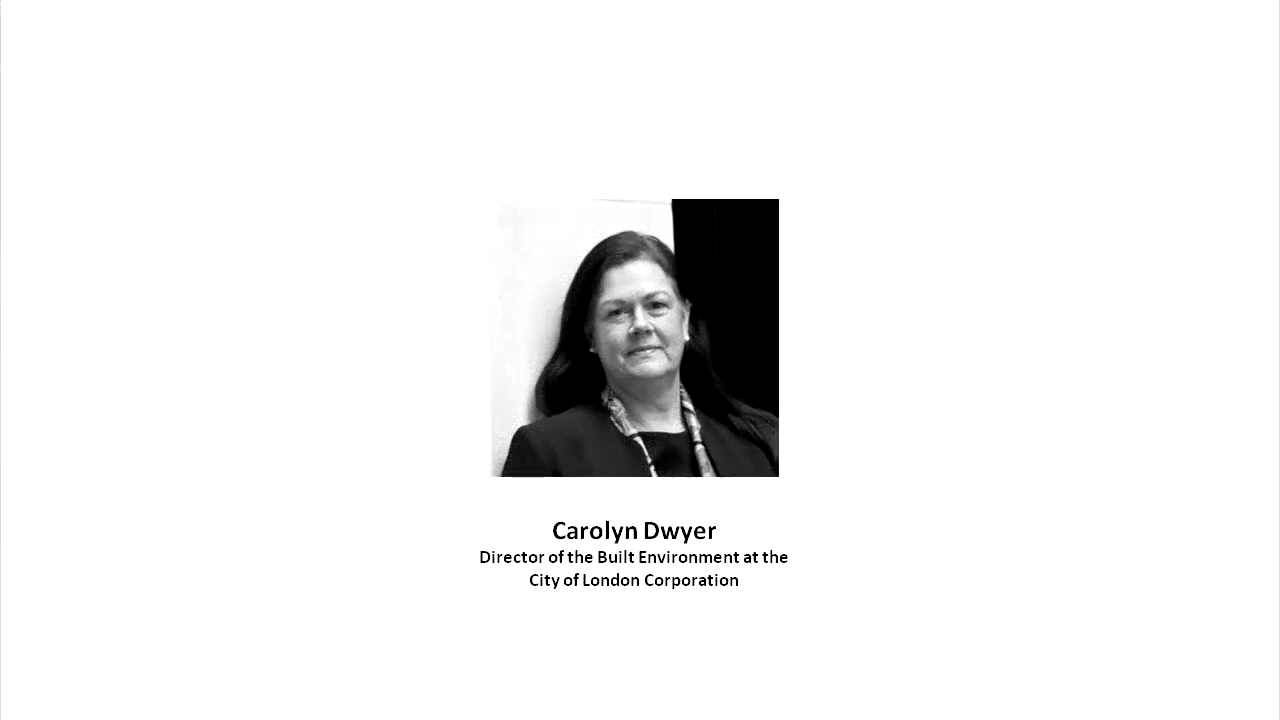 Carolyn Dwyer
Director of the Built Environment at the
City of London Corporation